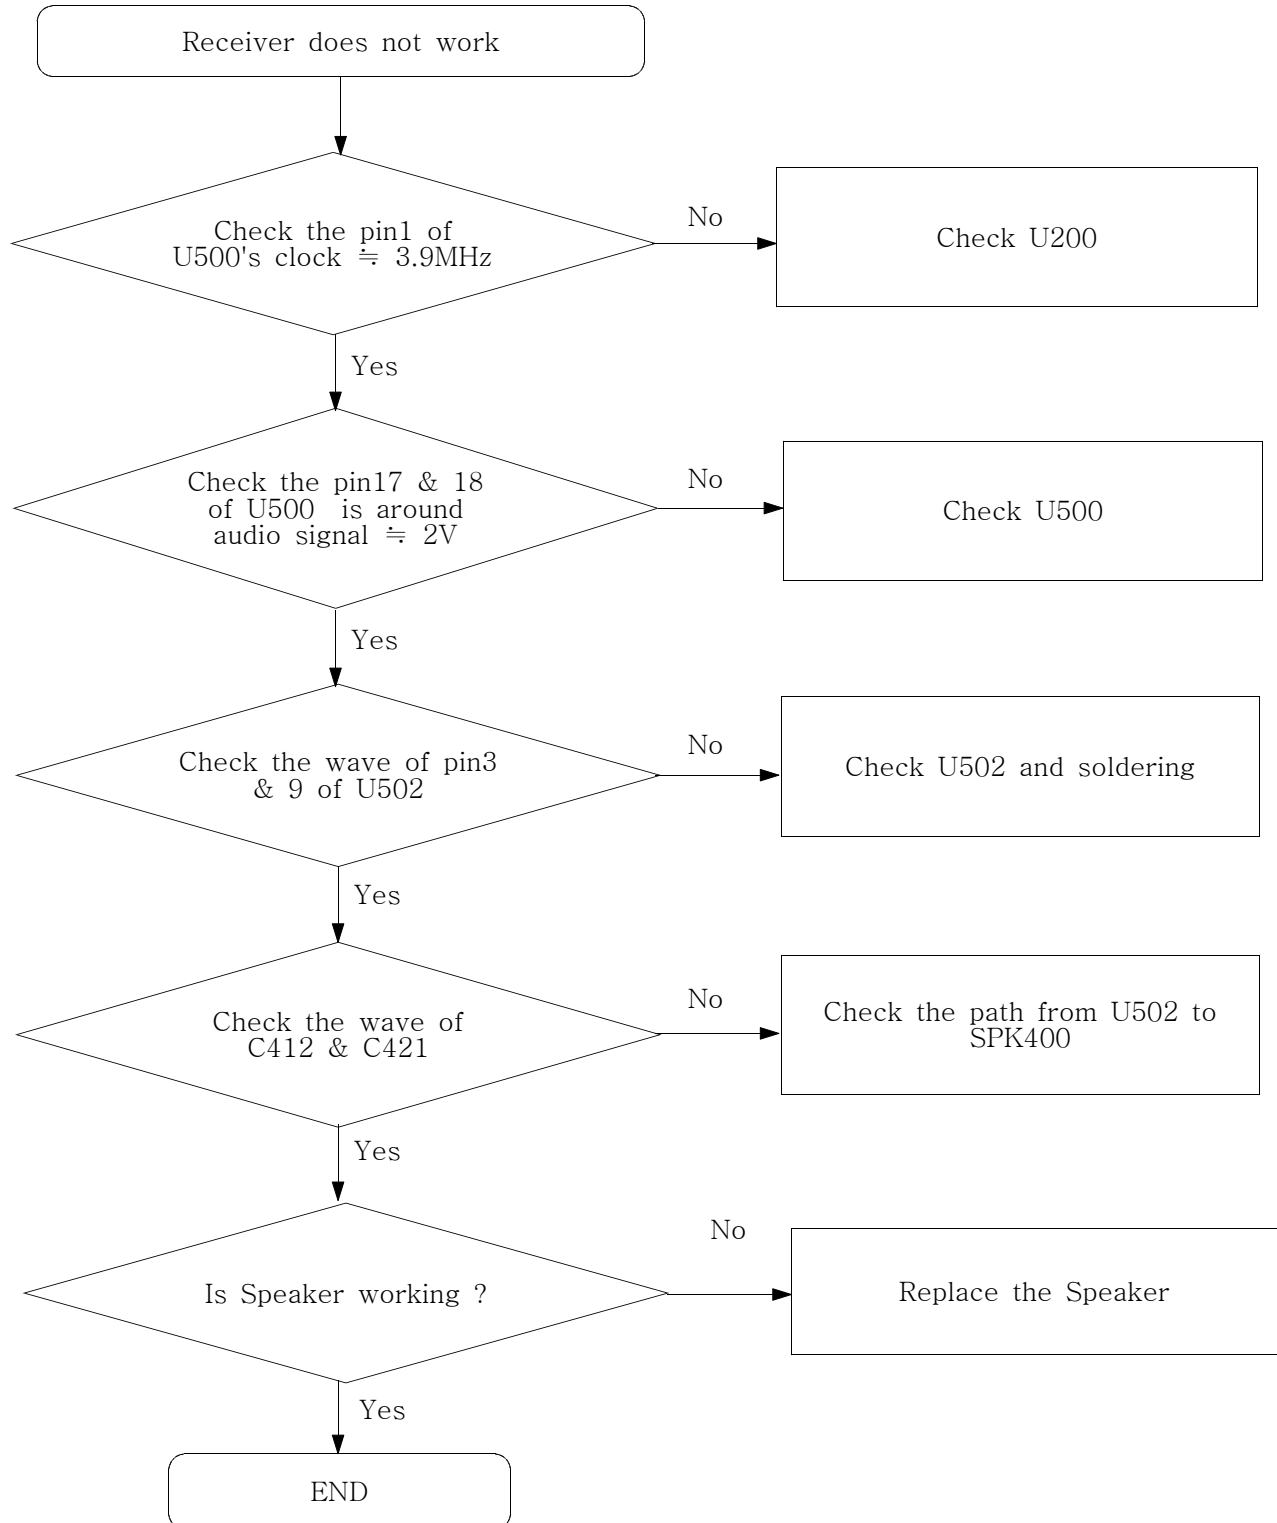 Receiver does not work
Check the pin1 of
U500's clock ≒ 3.9MHz
No
Check U200
Yes
Check the pin17 & 18
of U500 is around
audio signal ≒ 2V
No
Check U500
Yes
Check the wave of pin3
& 9 of U502
No
Check U502 and soldering
Yes
Check the wave of
C412 & C421
No
Check the path from U502 to
SPK400
Yes
Is Speaker working ?
No
Replace the Speaker
Yes
END